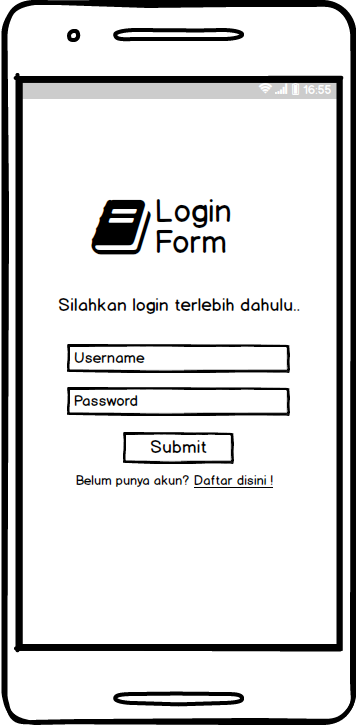 16:55
Login
Form
Silahkan login terlebih dahulu..
Username
Password
Submit
Belum punya akun? Daftar disini !